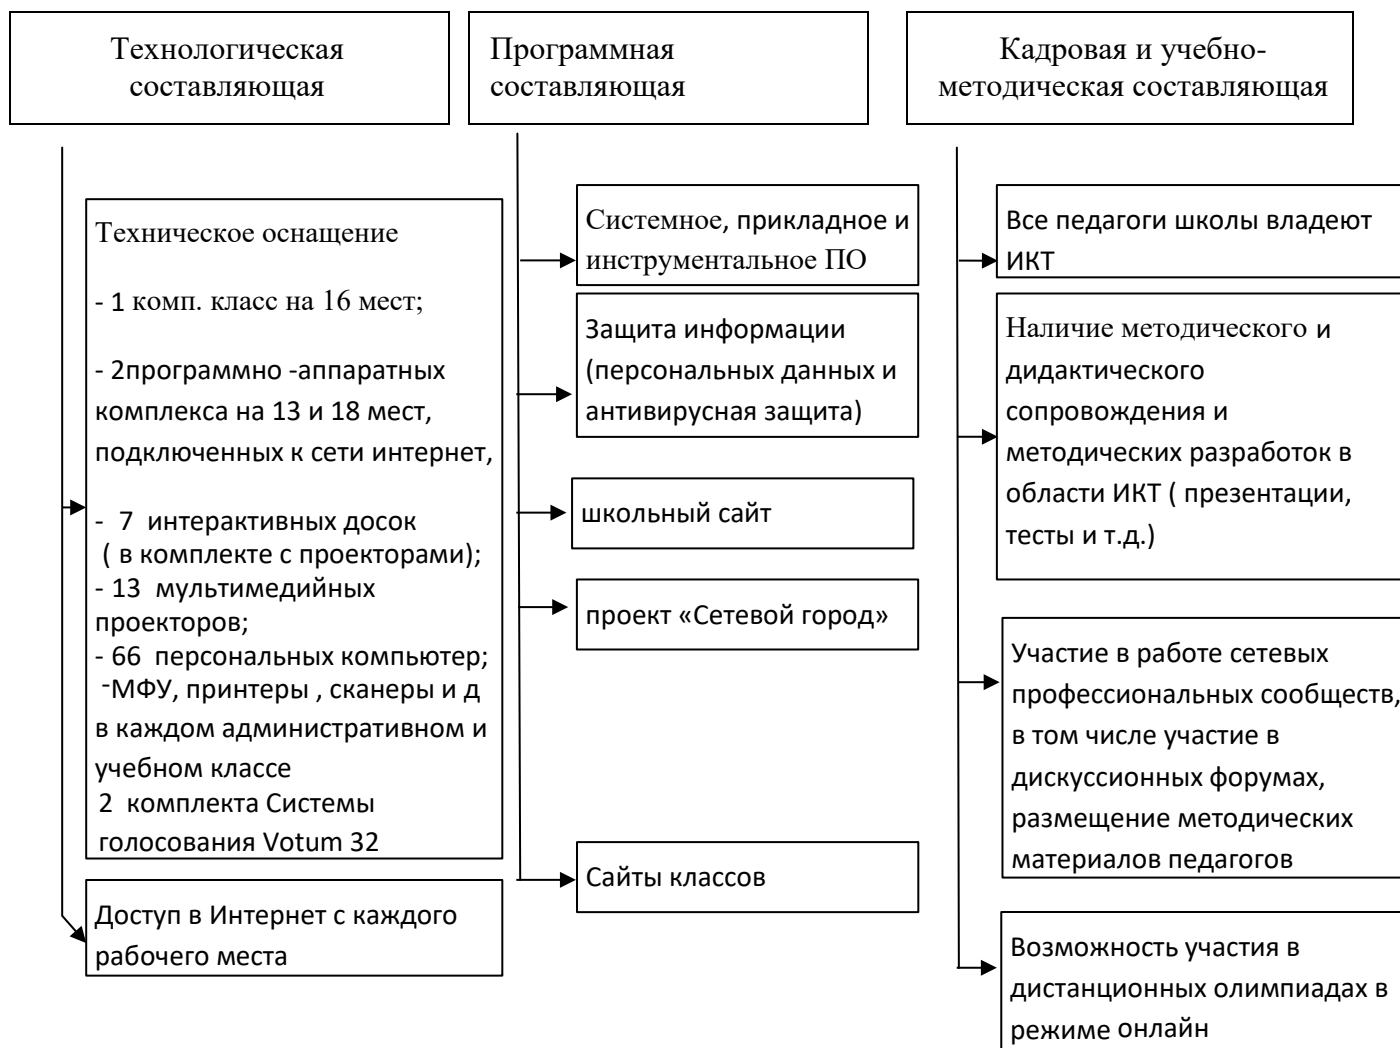 Технологическая
составляющая
Программная
составляющая
Кадровая и учебно-
методическая составляющая
Техническое оснащение
- 1 комп. класс на 16 мест;
- 2программно -аппаратных
комплекса на 13 и 18 мест,
подключенных к сети интернет,
- 7 интерактивных досок
( в комплекте с проекторами);
- 13 мультимедийных
проекторов;
- 66 персональных компьютер;
-МФУ, принтеры , сканеры и д
в каждом административном и
учебном классе
2 комплекта Системы
голосования Votum 32
Доступ в Интернет с каждого
рабочего места
Системное, прикладное и
инструментальное ПО
Защита информации
(персональных данных и
антивирусная защита)
школьный сайт
проект «Сетевой город»
Сайты классов
Все педагоги школы владеют
ИКТ
Наличие методического и
дидактического
сопровождения и
методических разработок в
области ИКТ ( презентации,
тесты и т.д.)
Участие в работе сетевых
профессиональных сообществ,
в том числе участие в
дискуссионных форумах,
размещение методических
материалов педагогов
Возможность участия в
дистанционных олимпиадах в
режиме онлайн